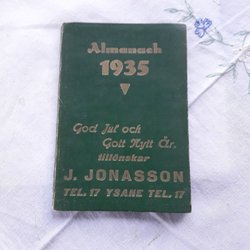 Almanach
1935
God Jul och
Gott Nytt År.
tillönskar
J. JONASSON
TEL. 17 YSANE TEL. 17